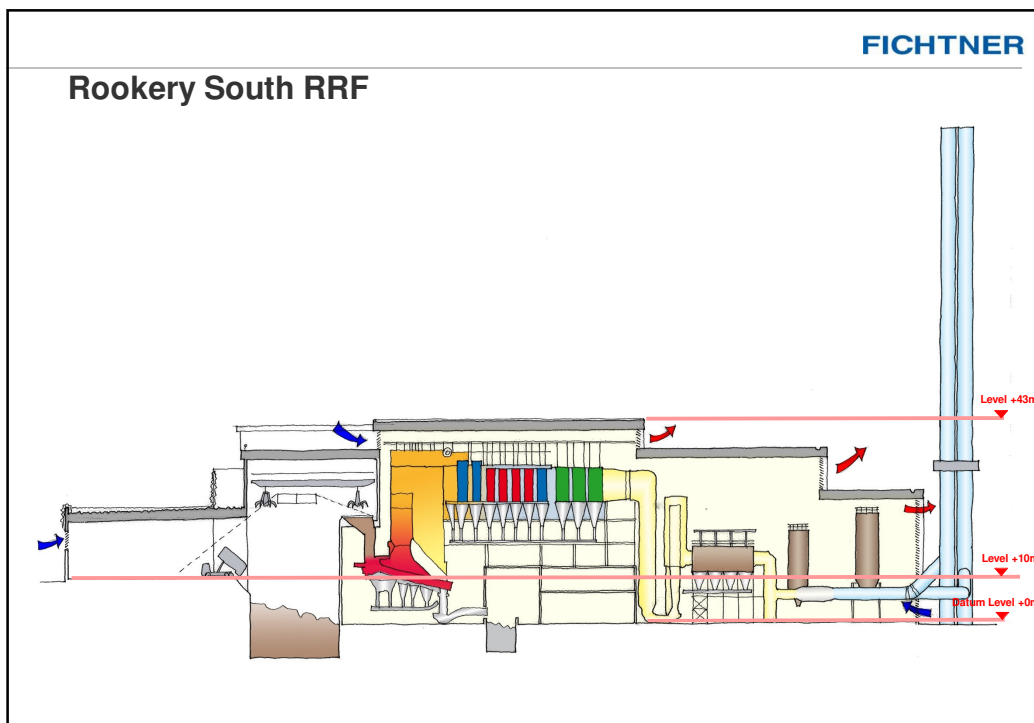 FICHTNER
Rookery South RRF
Level +43m
Level +10m
Datum Level +0m